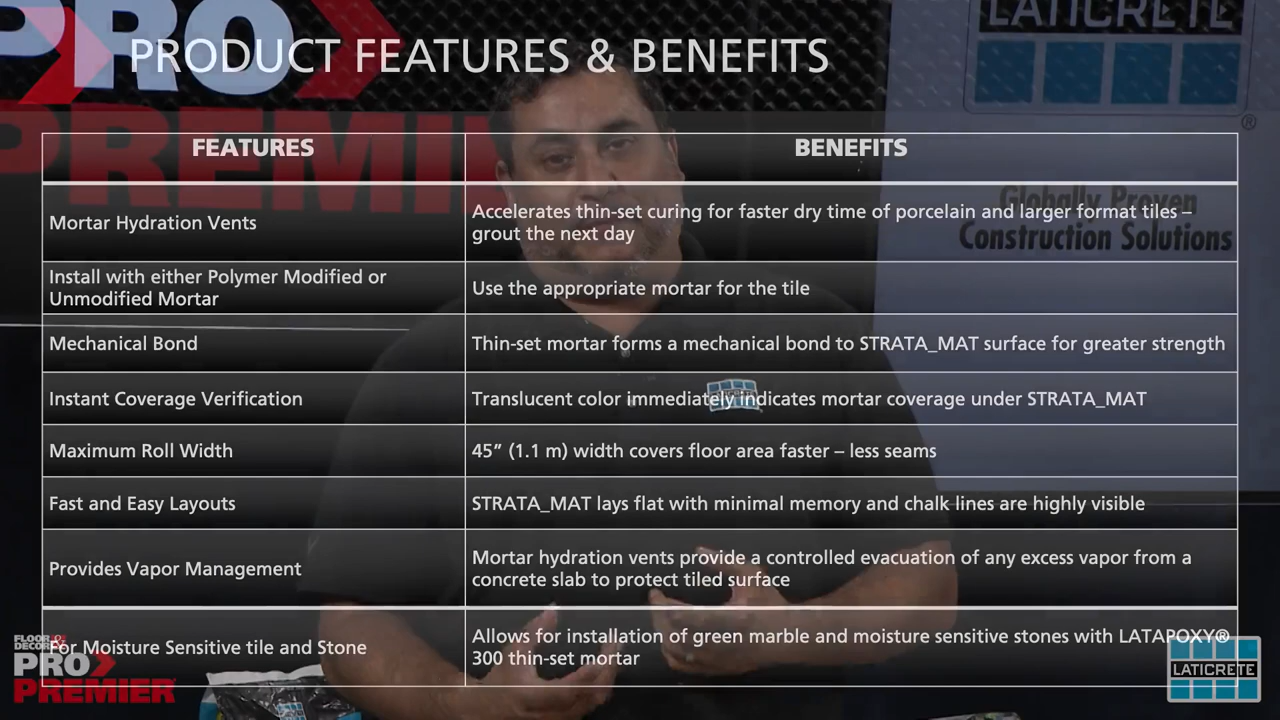 PRO
PREMI
LATICRETE
®
Globally Proven
Construction Solutions
PRODUCT FEATURES & BENEFITS
FEATURES
BENEFITS
Mortar Hydration Vents
Accelerates thin-set curing for faster dry time of porcelain and larger format tiles –
grout the next day
Install with either Polymer Modified or
Unmodified Mortar
Use the appropriate mortar for the tile
Mechanical Bond
Thin-set mortar forms a mechanical bond to STRATA_MAT surface for greater strength
Instant Coverage Verification
Translucent color immediately indicates mortar coverage under STRATA_MAT
Maximum Roll Width
45” (1.1 m) width covers floor area faster – less seams
Fast and Easy Layouts
STRATA_MAT lays flat with minimal memory and chalk lines are highly visible
Provides Vapor Management
Mortar hydration vents provide a controlled evacuation of any excess vapor from a
concrete slab to protect tiled surface
For Moisture Sensitive tile and Stone
Allows for installation of green marble and moisture sensitive stones with LATAPOXY®
300 thin-set mortar
FLOOR
DECOR
PRO
PREMIER
LATICRETE